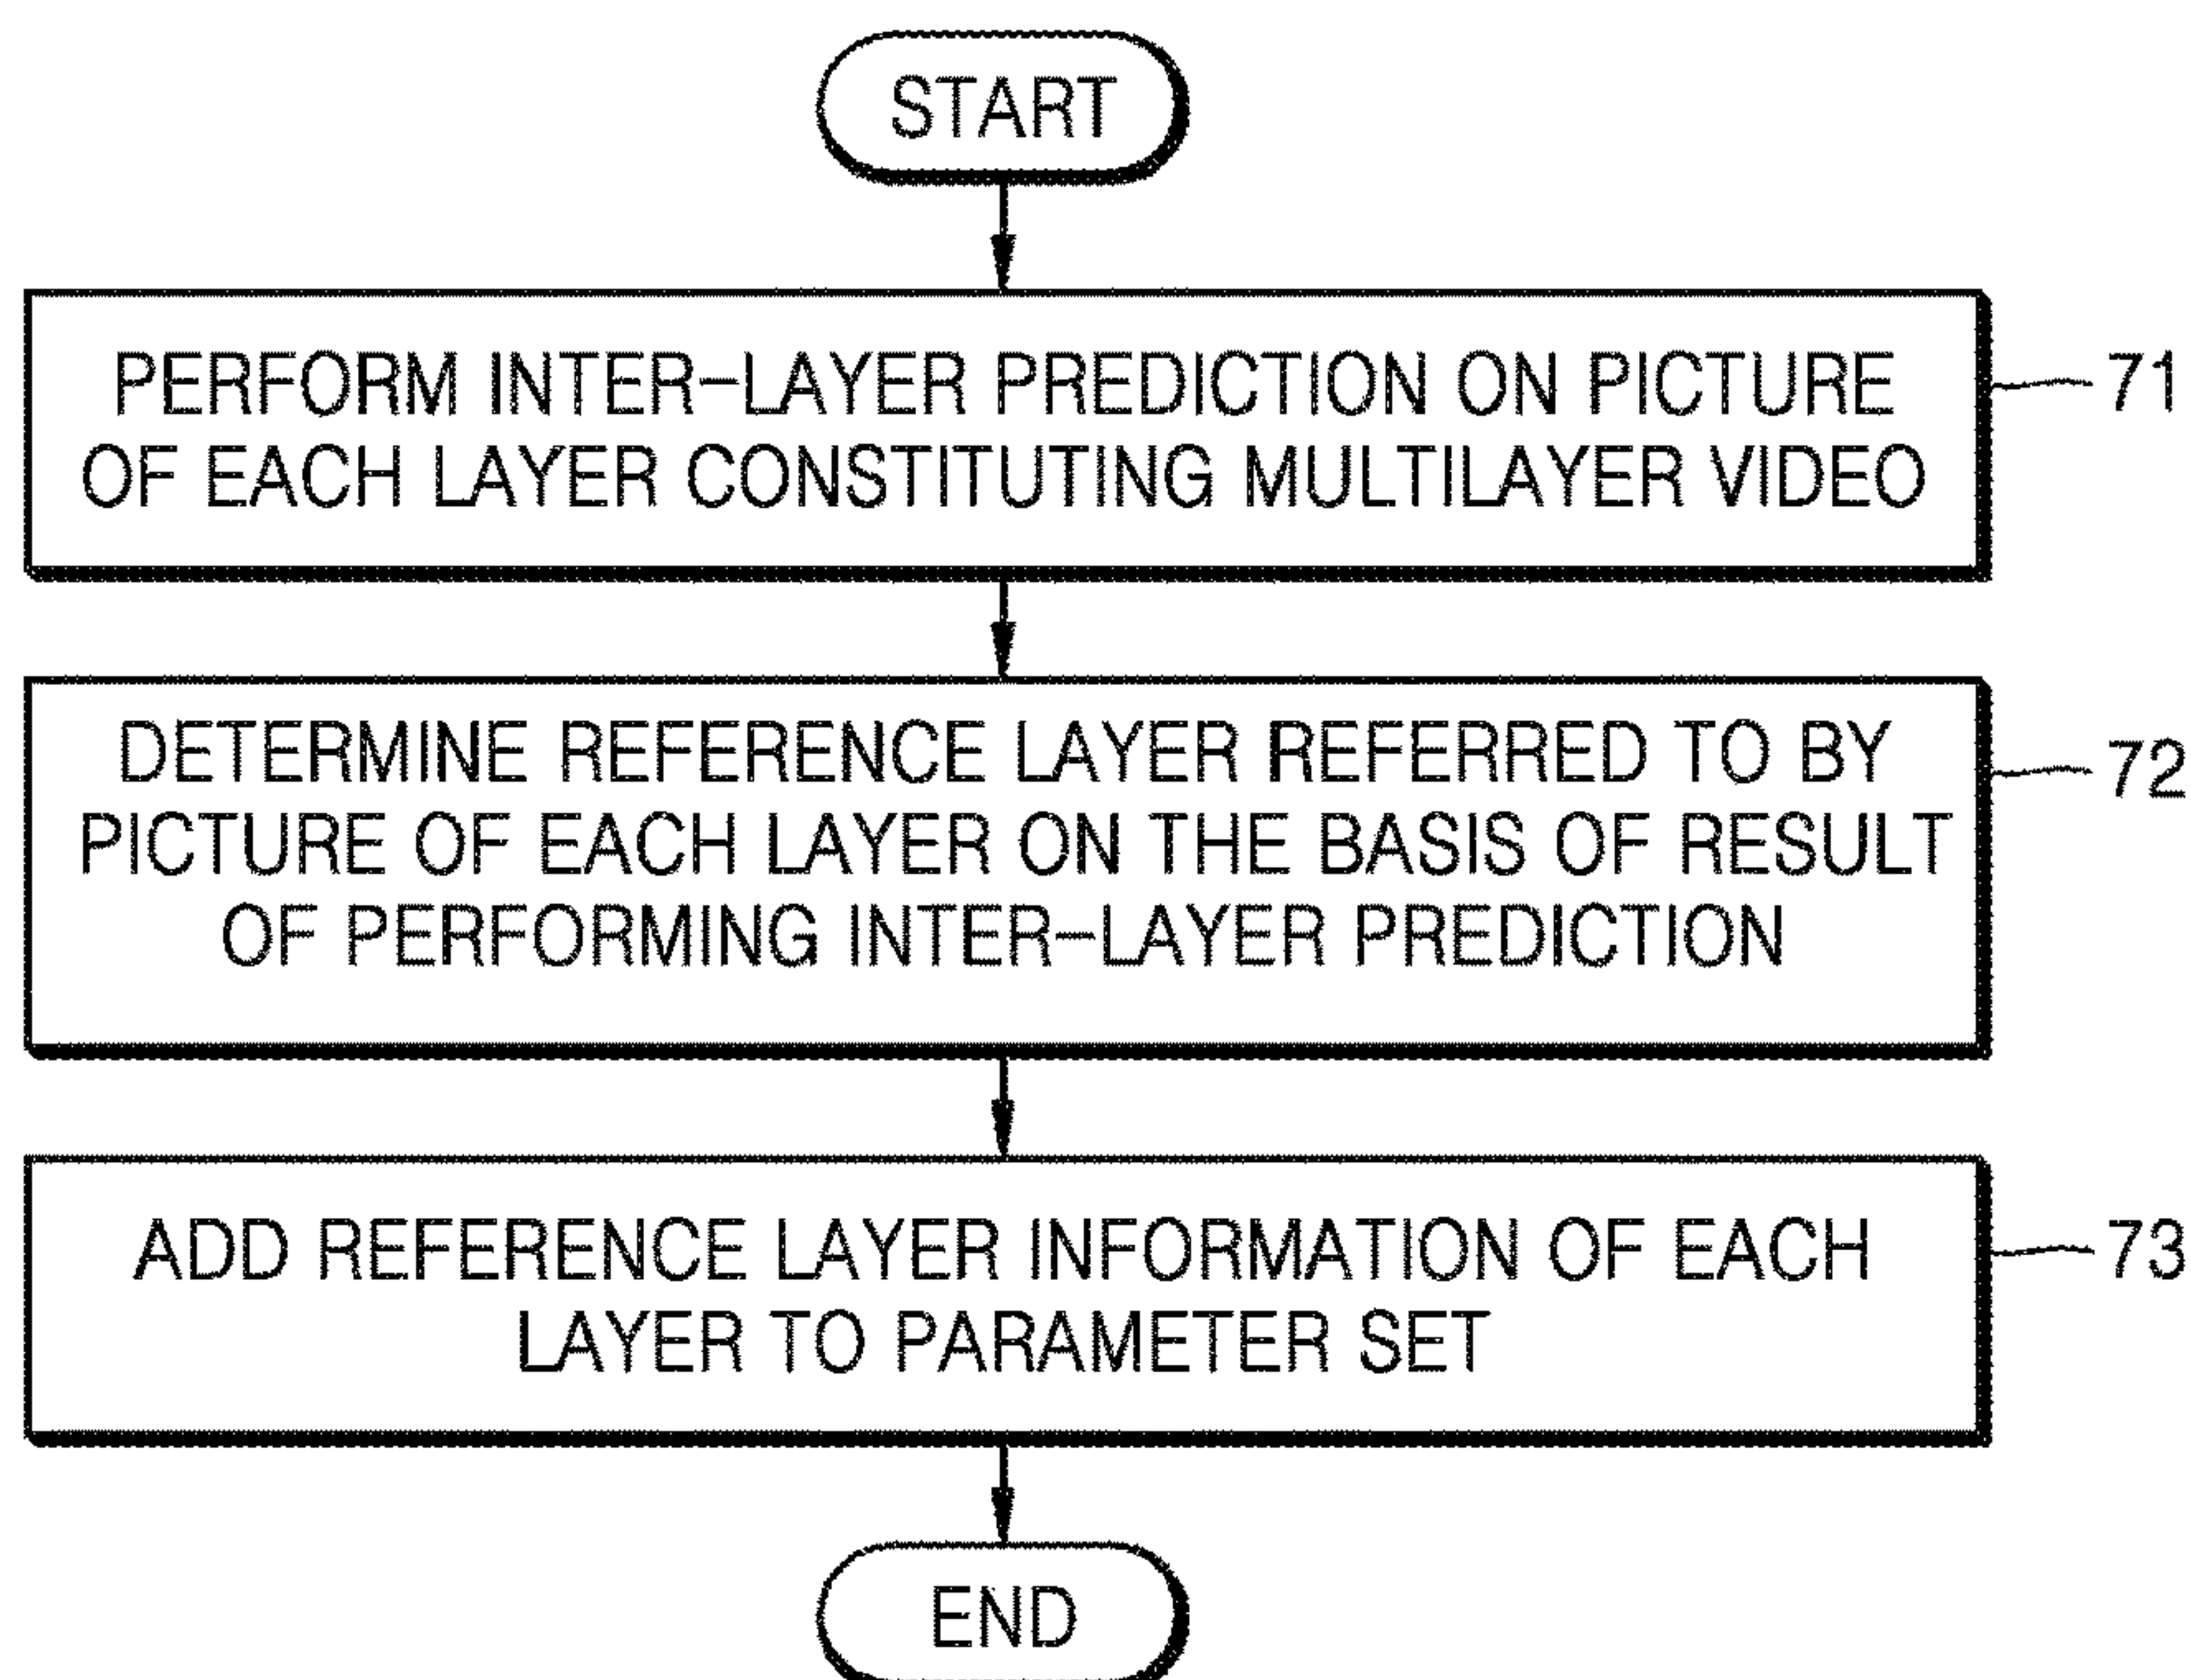 START
PERFORM INTER-LAYER PREDICTION ON PICTURE
OF EACH LAYER CONSTITUTING MULTILAYER VIDEO
71
DETERMINE REFERENCE LAYER REFERRED TO BY
PICTURE OF EACH LAYER ON THE BASIS OF RESULT
OF PERFORMING INTER-LAYER PREDICTION
72
ADD REFERENCE LAYER INFORMATION OF EACH
LAYER TO PARAMETER SET
73
END